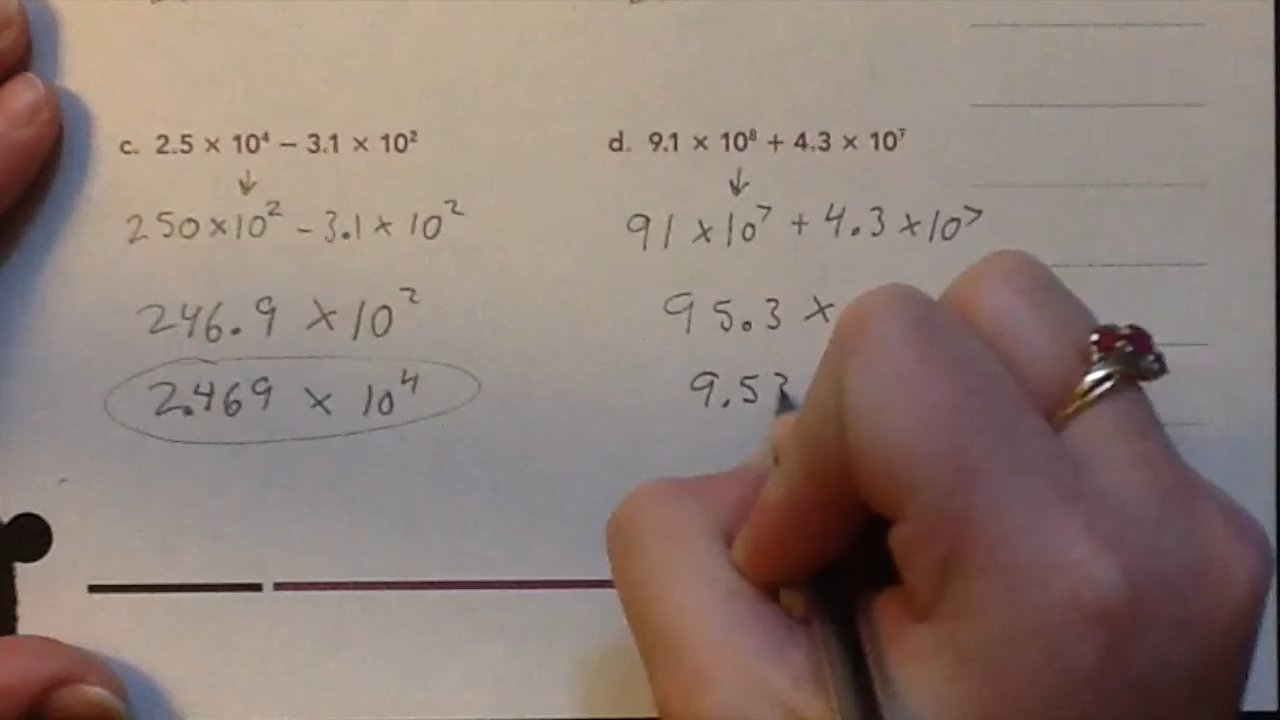 c. 2.5 × 10⁴ – 3.1 × 10²
250 × 10² - 3.1 × 10²
246.9 × 10²
2.469 × 10⁴
d. 9.1 × 10⁸ + 4.3 × 10⁷
91 × 10⁷ + 4.3 × 10⁷
95.3 ×
9.53